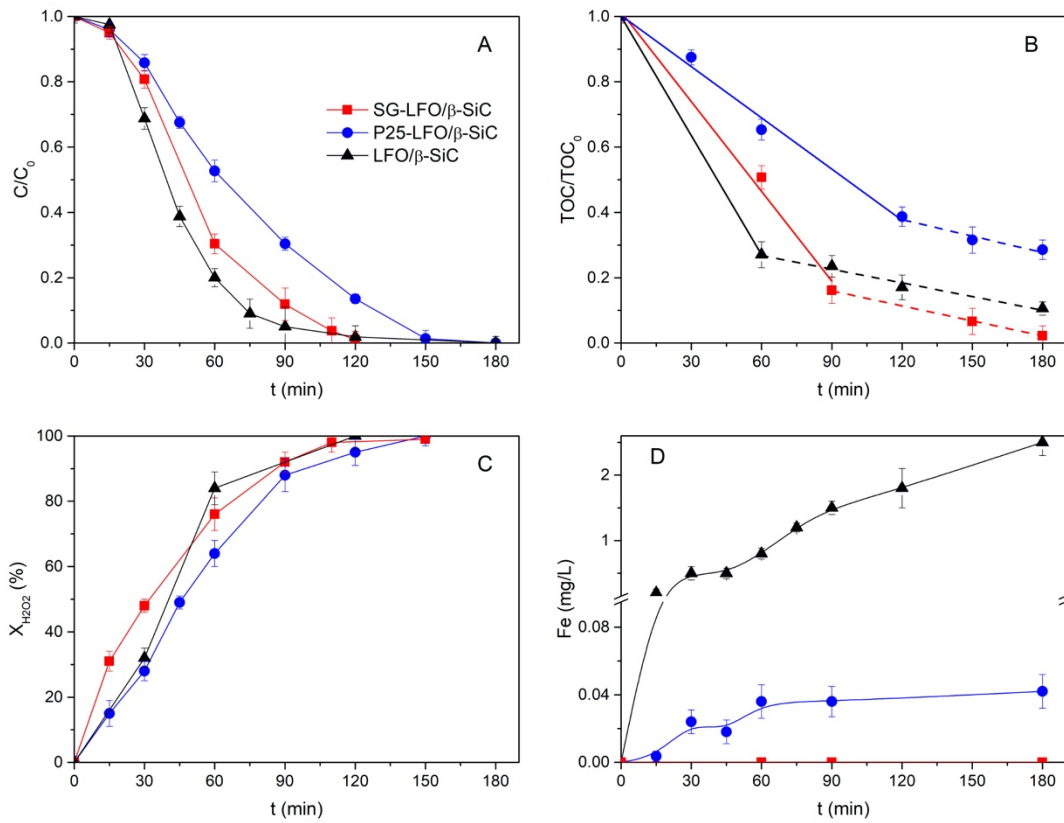 A
C/C₀
1.0
0.8
0.6
0.4
0.2
0.0
SG-LFO/β-SiC
P25-LFO/β-SiC
LFO/β-SiC
0 30 60 90 120 150 180
t (min)
B
TOC/TOC₀
1.0
0.8
0.6
0.4
0.2
0.0
0 30 60 90 120 150 180
t (min)
C
X_H2O2 (%)
100
80
60
40
20
0
0 30 60 90 120 150 180
t (min)
D
Fe (mg/L)
2
1
0.08
0.04
0.00
0 30 60 90 120 150 180
t (min)